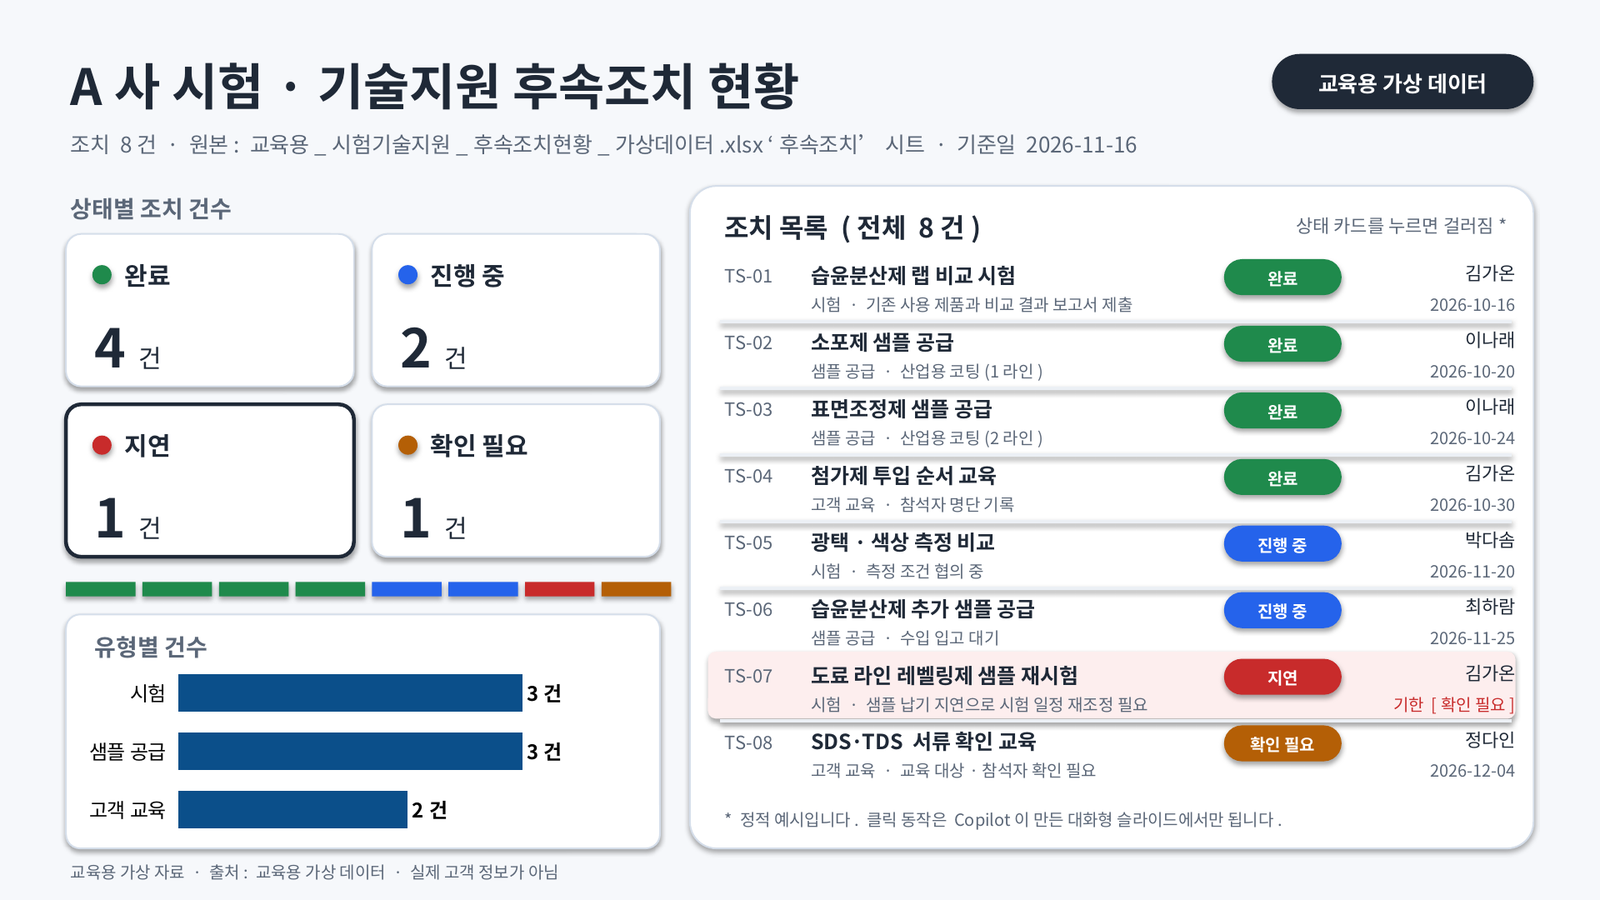 A 사 시험 · 기술지원 후속조치 현황
교육용 가상 데이터
조치 8 건 · 원본 : 교육용 _ 시험기술지원 _ 후속조치현황 _ 가상데이터 .xlsx ‘ 후속조치’ 시트 · 기준일 2026-11-16
상태별 조치 건수
완료
4 건
진행 중
2 건
지연
1 건
확인 필요
1 건
유형별 건수
시험 3 건
샘플 공급 3 건
고객 교육 2 건
조치 목록 ( 전체 8 건 )
상태 카드를 누르면 걸러짐 *
TS-01 습윤분산제 랩 비교 시험 완료 김가온
시험 · 기존 사용 제품과 비교 결과 보고서 제출 2026-10-16
TS-02 소포제 샘플 공급 완료 이나래
샘플 공급 · 산업용 코팅 (1 라인 ) 2026-10-20
TS-03 표면조정제 샘플 공급 완료 이나래
샘플 공급 · 산업용 코팅 (2 라인 ) 2026-10-24
TS-04 첨가제 투입 순서 교육 완료 김가온
고객 교육 · 참석자 명단 기록 2026-10-30
TS-05 광택 · 색상 측정 비교 진행 중 박다솜
시험 · 측정 조건 협의 중 2026-11-20
TS-06 습윤분산제 추가 샘플 공급 진행 중 최하람
샘플 공급 · 수입 입고 대기 2026-11-25
TS-07 도료 라인 레벨링제 샘플 재시험 지연 김가온
시험 · 샘플 납기 지연으로 시험 일정 재조정 필요 기한 [ 확인 필요 ]
TS-08 SDS·TDS 서류 확인 교육 확인 필요 정다인
고객 교육 · 교육 대상 · 참석자 확인 필요 2026-12-04
* 정적 예시입니다 . 클릭 동작은 Copilot 이 만든 대화형 슬라이드에서만 됩니다 .
교육용 가상 자료 · 출처 : 교육용 가상 데이터 · 실제 고객 정보가 아님